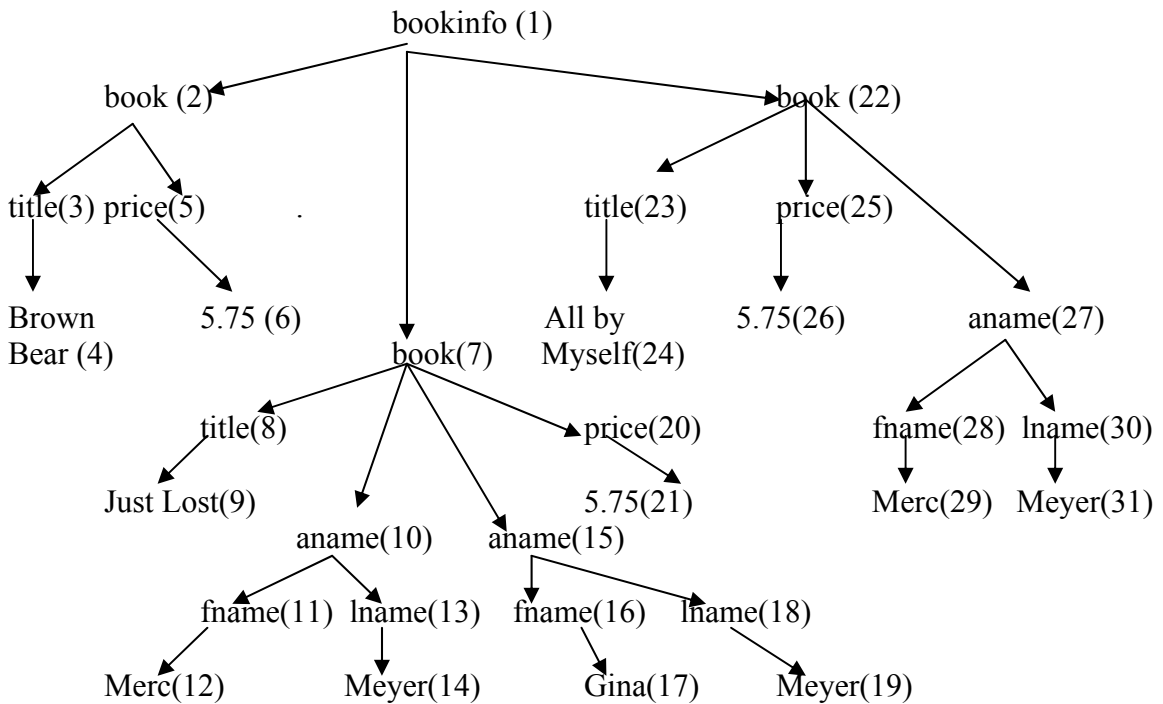 bookinfo (1)
book (2) book (22)
title(3) price(5) . title(23) price(25)
Brown 5.75 (6) All by 5.75(26) aname(27)
Bear (4) book(7) Myself(24)
title(8) price(20) fname(28) lname(30)
Just Lost(9) 5.75(21) Merc(29) Meyer(31)
aname(10) aname(15)
fname(11) lname(13) fname(16) lname(18)
Merc(12) Meyer(14) Gina(17) Meyer(19)